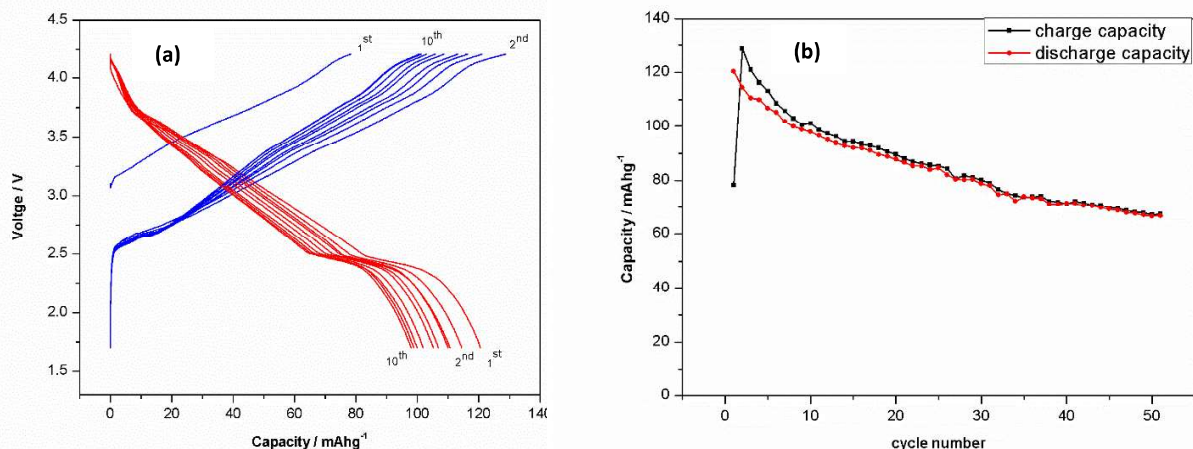 (a)
4.5
4.0
3.5
3.0
2.5
2.0
1.5
Voltge / V
1st
10th
2nd
10th
2nd
1st
0
20
40
60
80
100
120
140
Capacity / mAhg-1
(b)
charge capacity
discharge capacity
140
120
100
80
60
40
20
0
Capacity / mAhg-1
0
10
20
30
40
50
cycle number